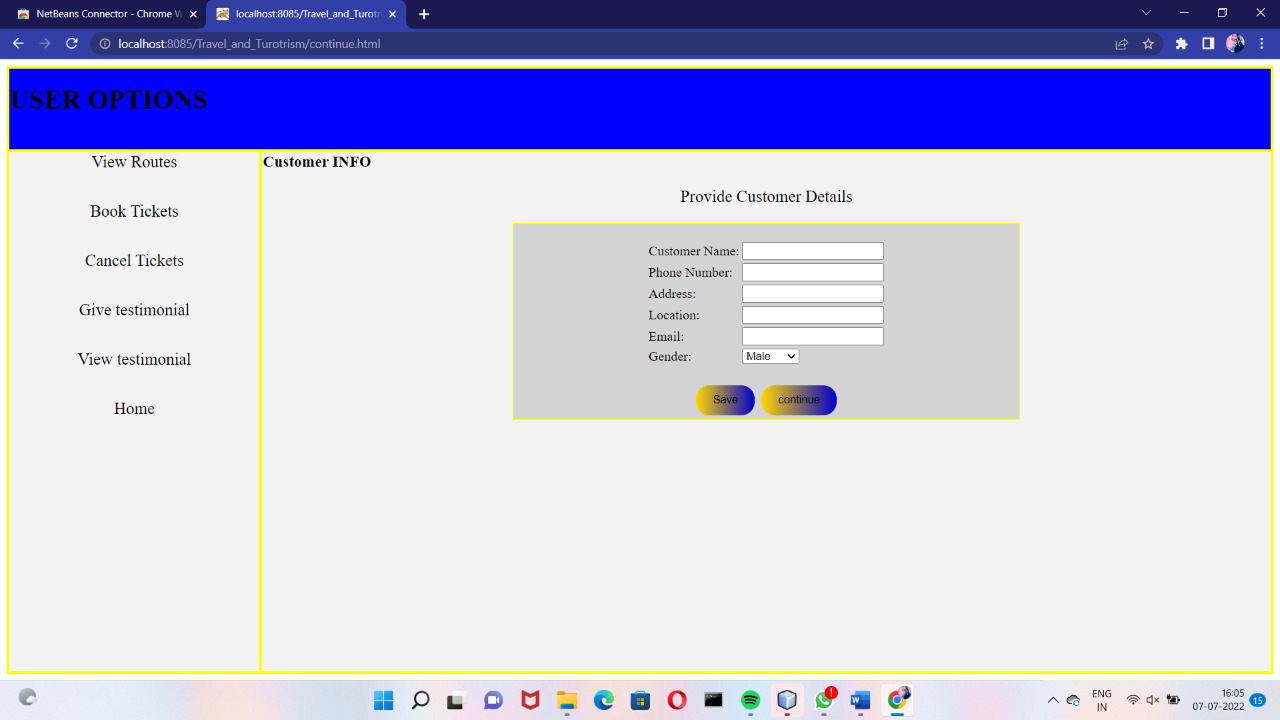 NetBeans Connector - Chrome W
localhost:8085/Travel_and_Turotr
localhost:8085/Travel_and_Turotrism/continue.html
USER OPTIONS
View Routes
Book Tickets
Cancel Tickets
Give testimonial
View testimonial
Home
Customer INFO
Provide Customer Details
Customer Name:
Phone Number:
Address:
Location:
Email:
Gender: Male
Save continue
ENG
IN
16:05
07-07-2022
15